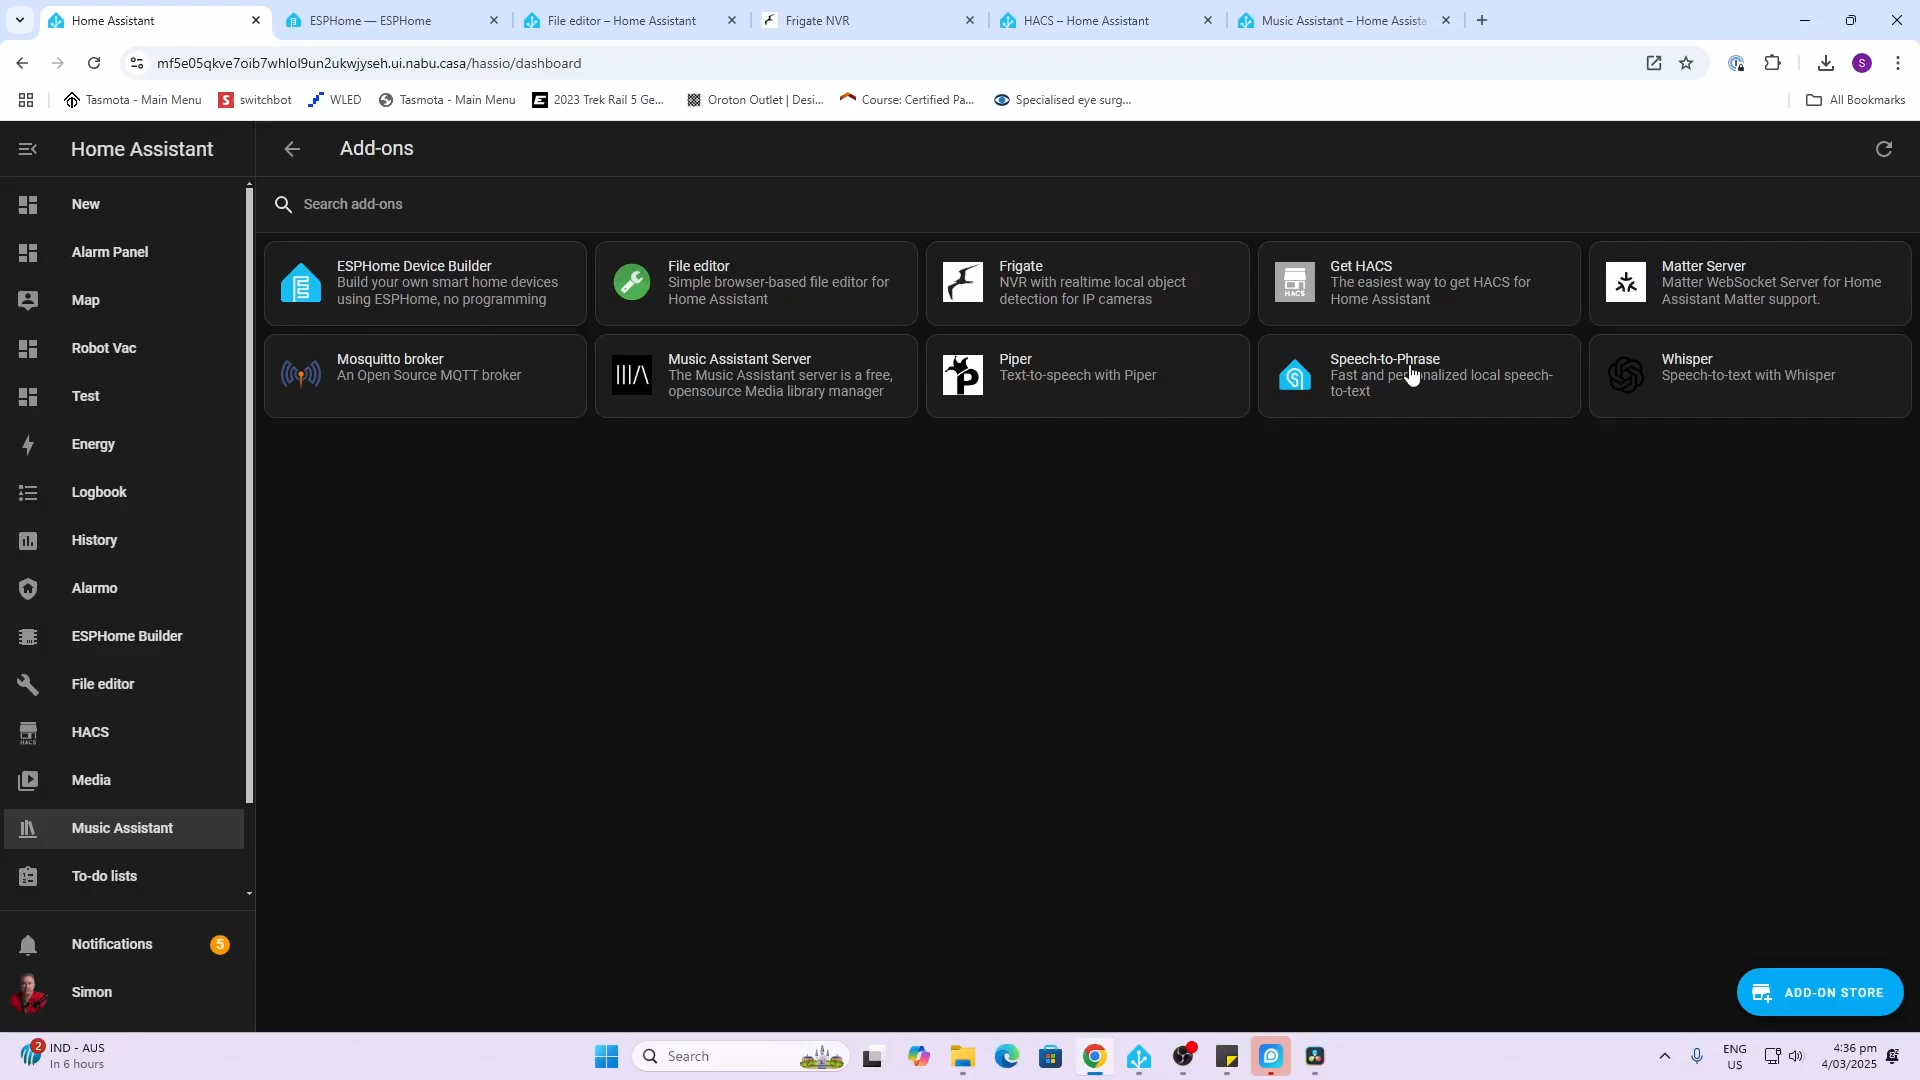 Home Assistant
ESPHome — ESPHome
File editor – Home Assistant
Frigate NVR
HACS – Home Assistant
Music Assistant – Home Assista
mf5e05qkve7oib7whlol9un2ukwjyseh.ui.nabu.casa/hassio/dashboard
S
Tasmota - Main Menu
switchbot
WLED
Tasmota - Main Menu
2023 Trek Rail 5 Ge...
Oroton Outlet | Desi...
Course: Certified Pa...
Specialised eye surg...
All Bookmarks
Home Assistant
Add-ons
Search add-ons
New
Alarm Panel
Map
Robot Vac
Test
Energy
Logbook
History
Alarmo
ESPHome Builder
File editor
HACS
HACS
Media
Music Assistant
To-do lists
Notifications
5
Simon
ESPHome Device Builder
Build your own smart home devices
using ESPHome, no programming
File editor
Simple browser-based file editor for
Home Assistant
Frigate
NVR with realtime local object
detection for IP cameras
HACS
Get HACS
The easiest way to get HACS for
Home Assistant
Matter Server
Matter WebSocket Server for Home
Assistant Matter support.
Mosquitto broker
An Open Source MQTT broker
Music Assistant Server
The Music Assistant server is a free,
opensource Media library manager
Piper
Text-to-speech with Piper
Speech-to-Phrase
Fast and personalized local speech-
to-text
Whisper
Speech-to-text with Whisper
ADD-ON STORE
2
IND - AUS
In 6 hours
Search
ENG
US
4:36 pm
4/03/2025